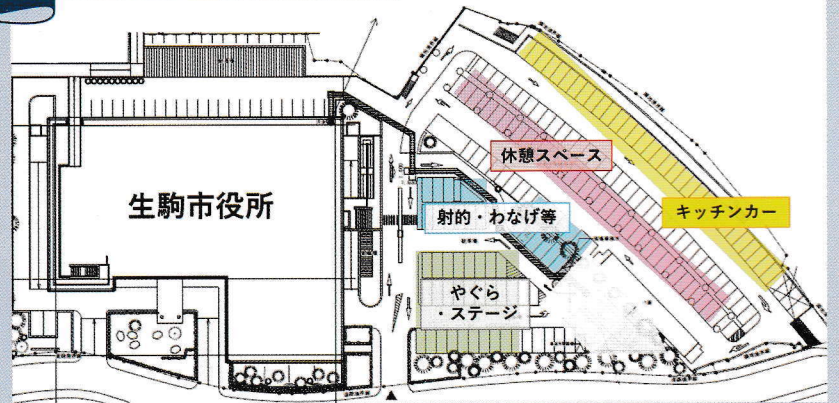 休憩スペース
生駒市役所
射的・わなげ等
キッチンカー
やぐら
・ステージ